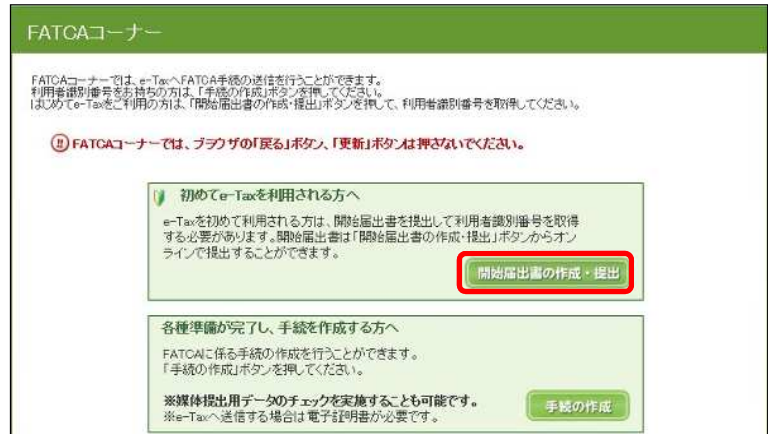 FATCAコーナー
FATCAコーナーでは、e-TaxへFATCA手続の送信を行うことができます。
利用者識別番号をお持ちの方は、「手続の作成」ボタンを押してください。
はじめてe-Taxをご利用の方は、「開始届出書の作成・提出」ボタンを押して、利用者識別番号を取得してください。
!! FATCAコーナーでは、ブラウザの「戻る」ボタン、「更新」ボタンは押さないでください。
初めてe-Taxを利用される方へ
e-Taxを初めて利用される方は、開始届出書を提出して利用者識別番号を取得
する必要があります。開始届出書は「開始届出書の作成・提出」ボタンからオン
ラインで提出することができます。
開始届出書の作成・提出
各種準備が完了し、手続を作成する方へ
FATCAに係る手続の作成を行うことができます。
「手続の作成」ボタンを押してください。
※媒体提出用データのチェックを実施することも可能です。
※e-Taxへ送信する場合は電子証明書が必要です。
手続の作成